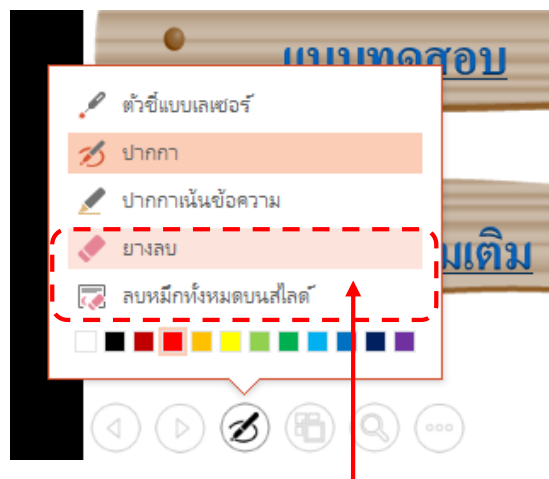 แบบทดสอบ
ตัวชี้แบบเลเซอร์
ปากกา
ปากกาเน้นข้อความ
ยางลบ
มเติม
ลบหมึกทั้งหมดบนสไลด์